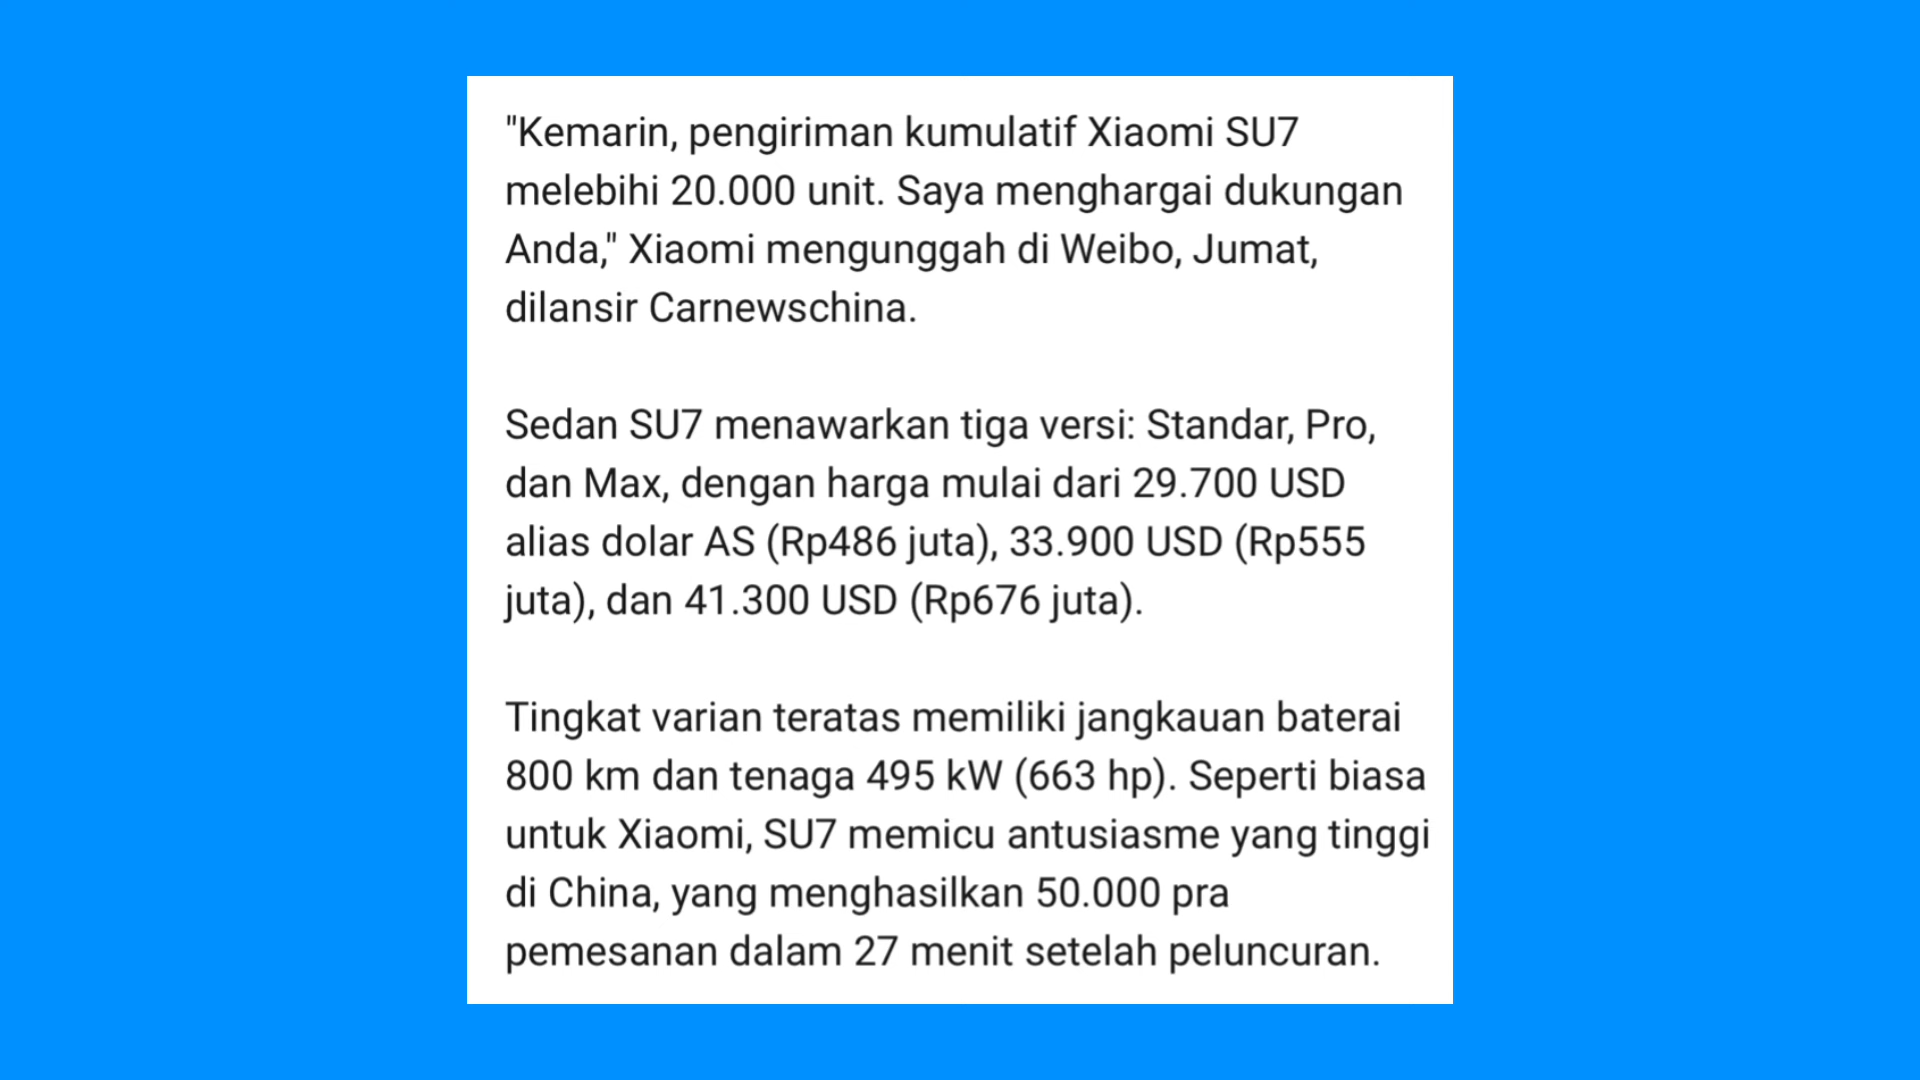 "Kemarin, pengiriman kumulatif Xiaomi SU7
melebihi 20.000 unit. Saya menghargai dukungan
Anda," Xiaomi mengunggah di Weibo, Jumat,
dilansir Carnewschina.
Sedan SU7 menawarkan tiga versi: Standar, Pro,
dan Max, dengan harga mulai dari 29.700 USD
alias dolar AS (Rp486 juta), 33.900 USD (Rp555
juta), dan 41.300 USD (Rp676 juta).
Tingkat varian teratas memiliki jangkauan baterai
800 km dan tenaga 495 kW (663 hp). Seperti biasa
untuk Xiaomi, SU7 memicu antusiasme yang tinggi
di China, yang menghasilkan 50.000 pra
pemesanan dalam 27 menit setelah peluncuran.